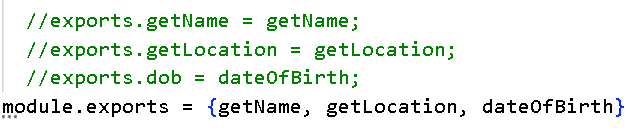 //exports.getName = getName;
//exports.getLocation = getLocation;
//exports.dob = dateOfBirth;
module.exports = {getName, getLocation, dateOfBirth}